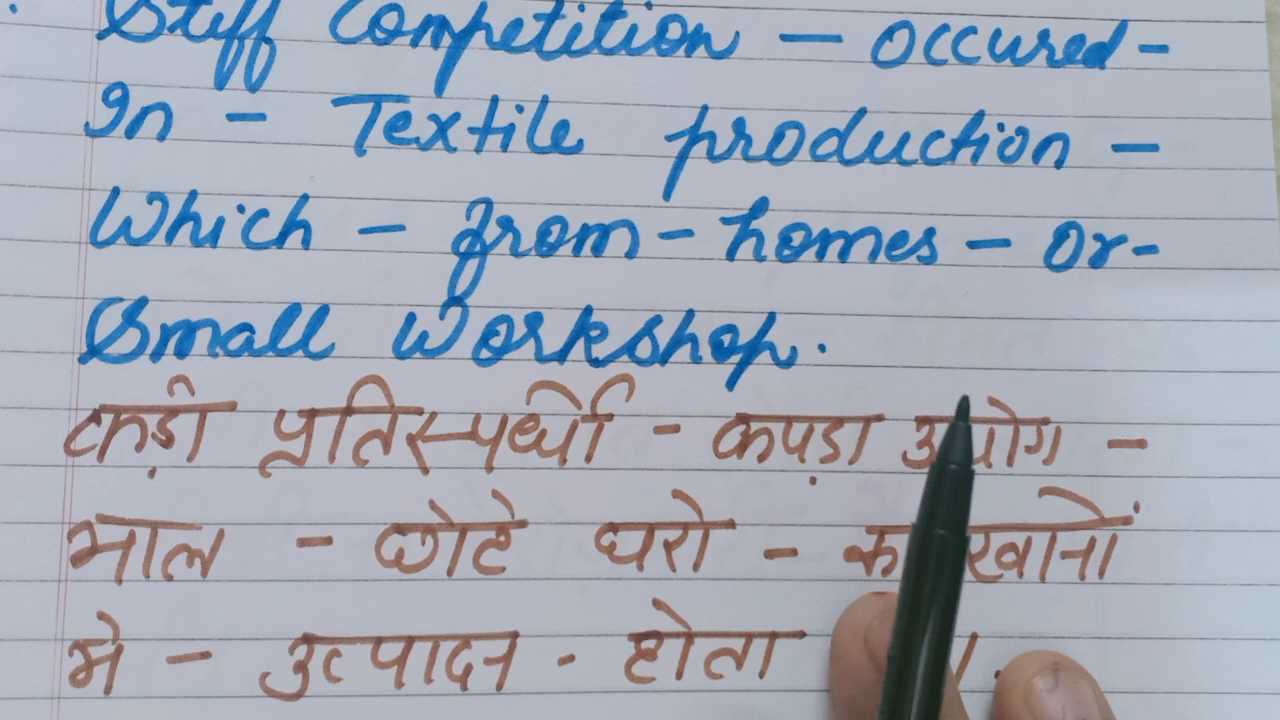 Stiff Competition – Occured -
In - Textile production -
Which - from - homes - Or -
Small Workshop.
कड़ी प्रतिस्पर्धा - कपड़ा -
माल - छोटे घरो -
मे - उत्पादन - होता